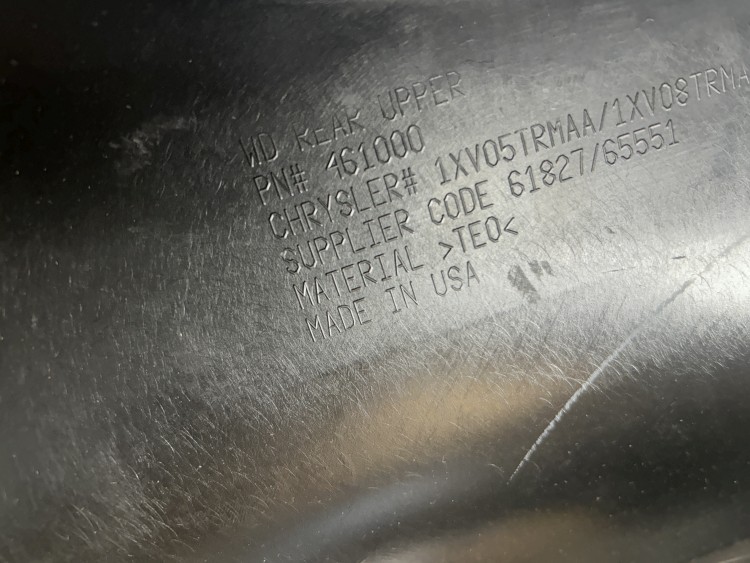 WD REAR UPPER
PN# 461000
CHRYSLER# 1XV05TRMAA/1XV08TRMA
SUPPLIER CODE 61827/65551
MATERIAL >TEO<
MADE IN USA